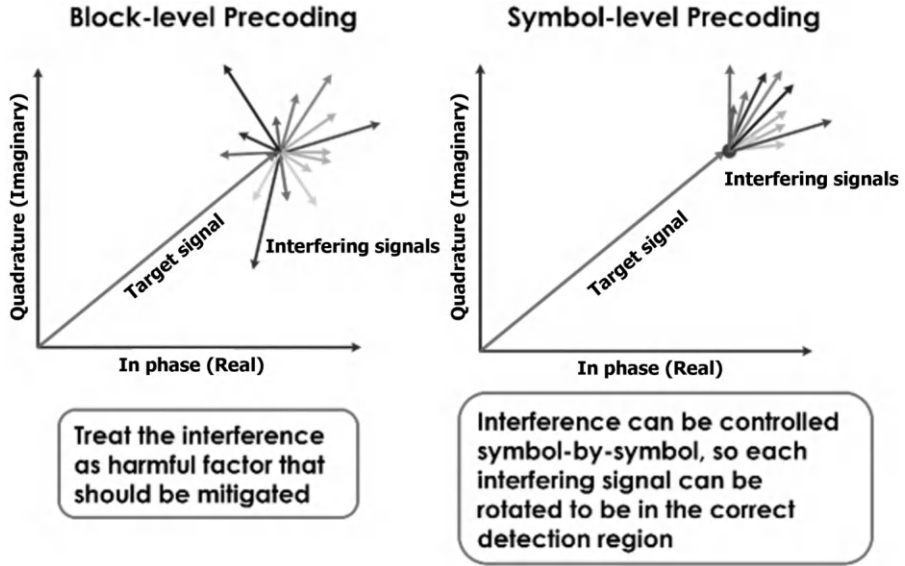 Block-level Precoding
Quadrature (Imaginary)
Target signal
Interfering signals
In phase (Real)
Treat the interference
as harmful factor that
should be mitigated
Symbol-level Precoding
Quadrature (Imaginary)
Target signal
Interfering signals
In phase (Real)
Interference can be controlled
symbol-by-symbol, so each
interfering signal can be
rotated to be in the correct
detection region